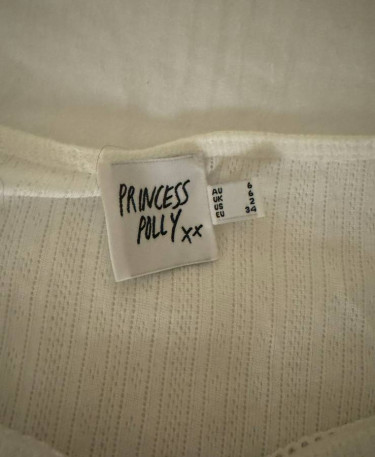 PRINCESS
POLLY xx
AU 6
UK 6
US 2
EU 34